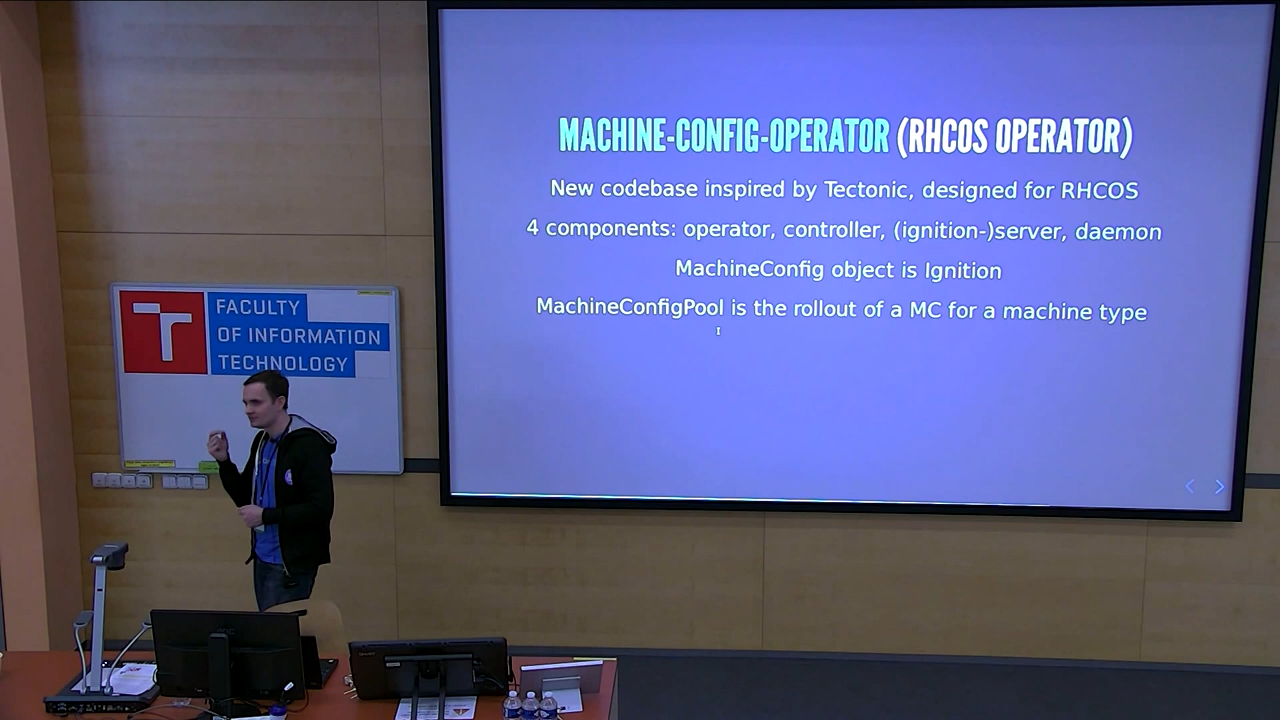 MACHINE-CONFIG-OPERATOR (RHCOS OPERATOR)
New codebase inspired by Tectonic, designed for RHCOS
4 components: operator, controller, (ignition-)server, daemon
MachineConfig object is Ignition
MachineConfigPool is the rollout of a MC for a machine type
FACULTY
OF INFORMATION
TECHNOLOGY